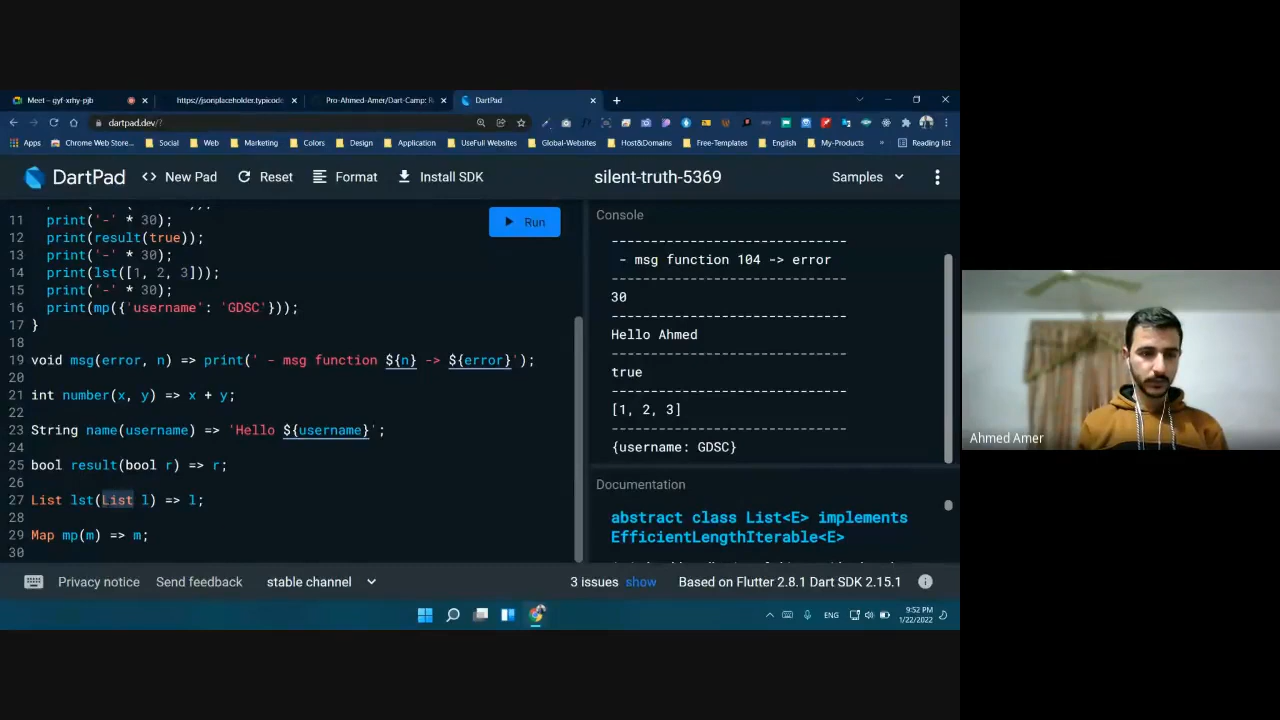 Meet – gyf-xrhy-pjb
https://jsonplaceholder.typicode
Pro-Ahmed-Amer/Dart-Camp: R
DartPad
dartpad.dev/?
Apps
Chrome Web Store...
Social
Web
Marketing
Colors
Design
Application
UseFull Websites
Global-Websites
Host&Domains
Free-Templates
English
My-Products
»
Reading list
DartPad
<> New Pad
Reset
Format
Install SDK
silent-truth-5369
Samples
11 print('-' * 30);
12 print(result(true));
13 print('-' * 30);
14 print(lst([1, 2, 3]));
15 print('-' * 30);
16 print(mp({'username': 'GDSC'}));
17 }
18
19 void msg(error, n) => print(' - msg function ${n} -> ${error}');
20
21 int number(x, y) => x + y;
22
23 String name(username) => 'Hello ${username}';
24
25 bool result(bool r) => r;
26
27 List lst(List l) => l;
28
29 Map mp(m) => m;
30
Run
Console
------------------------------
- msg function 104 -> error
------------------------------
30
------------------------------
Hello Ahmed
------------------------------
true
------------------------------
[1, 2, 3]
------------------------------
{username: GDSC}
Documentation
abstract class List<E> implements
EfficientLengthIterable<E>
Privacy notice
Send feedback
stable channel
3 issues show
Based on Flutter 2.8.1 Dart SDK 2.15.1
ENG
9:52 PM
1/22/2022
Ahmed Amer